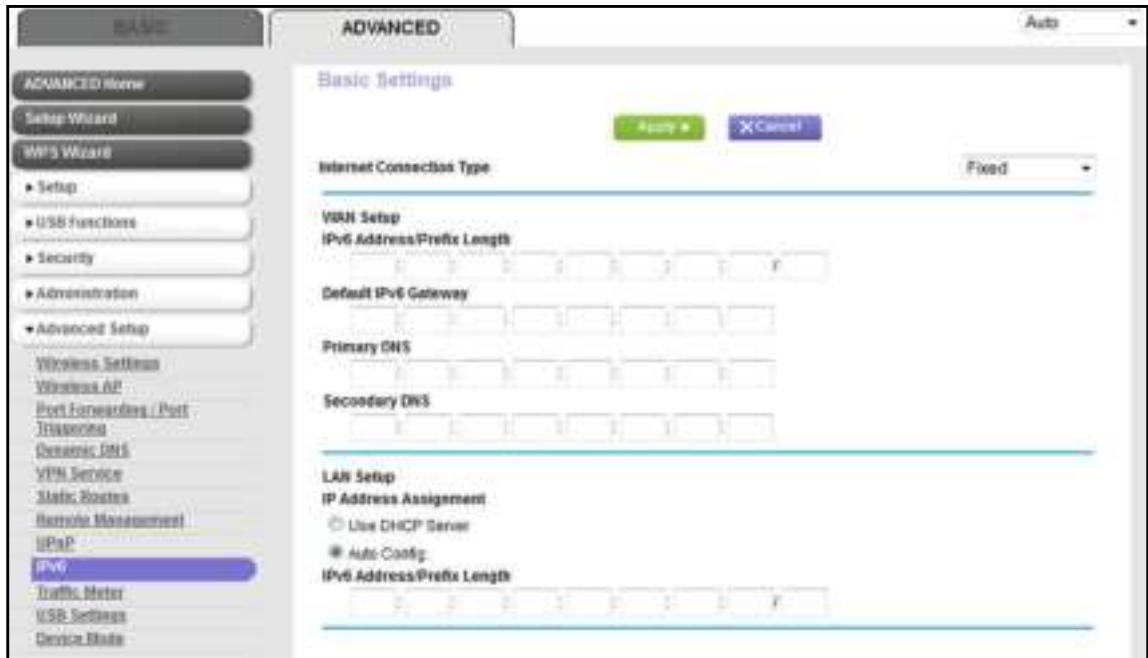 BASIC
ADVANCED
Auto
ADVANCED Home
Setup Wizard
WPS Wizard
Setup
USB Functions
Security
Administration
Advanced Setup
Wireless Settings
Wireless AP
Port Forwarding / Port
Triggering
Dynamic DNS
VPN Service
Static Routes
Remote Management
UPnP
IPv6
Traffic Meter
USB Settings
Device Mode
Basic Settings
Apply
X Cancel
Internet Connection Type
Fixed
WAN Setup
IPv6 Address/Prefix Length
: : : : : : : /
Default IPv6 Gateway
: : : : : : :
Primary DNS
: : : : : : :
Secondary DNS
: : : : : : :
LAN Setup
IP Address Assignment
Use DHCP Server
Auto Config
IPv6 Address/Prefix Length
: : : : : : : /